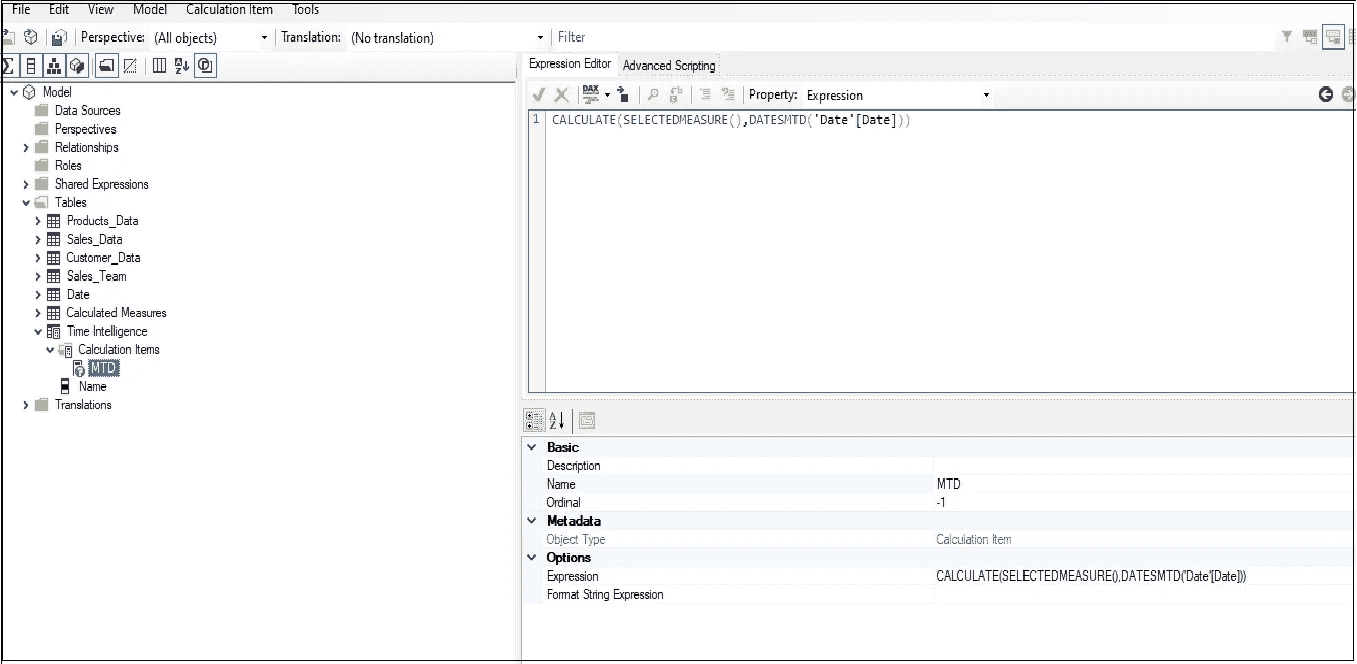 File Edit View Model Calculation Item Tools
Perspective: (All objects) Translation: (No translation) Filter
Expression Editor Advanced Scripting
DAX Property: Expression
1 CALCULATE(SELECTEDMEASURE(),DATESMTD('Date'[Date]))
Model
Data Sources
Perspectives
Relationships
Roles
Shared Expressions
Tables
Products_Data
Sales_Data
Customer_Data
Sales_Team
Date
Calculated Measures
Time Intelligence
Calculation Items
MTD
Name
Translations
Basic
Description
Name MTD
Ordinal -1
Metadata
Object Type Calculation Item
Options
Expression CALCULATE(SELECTEDMEASURE(),DATESMTD('Date'[Date]))
Format String Expression